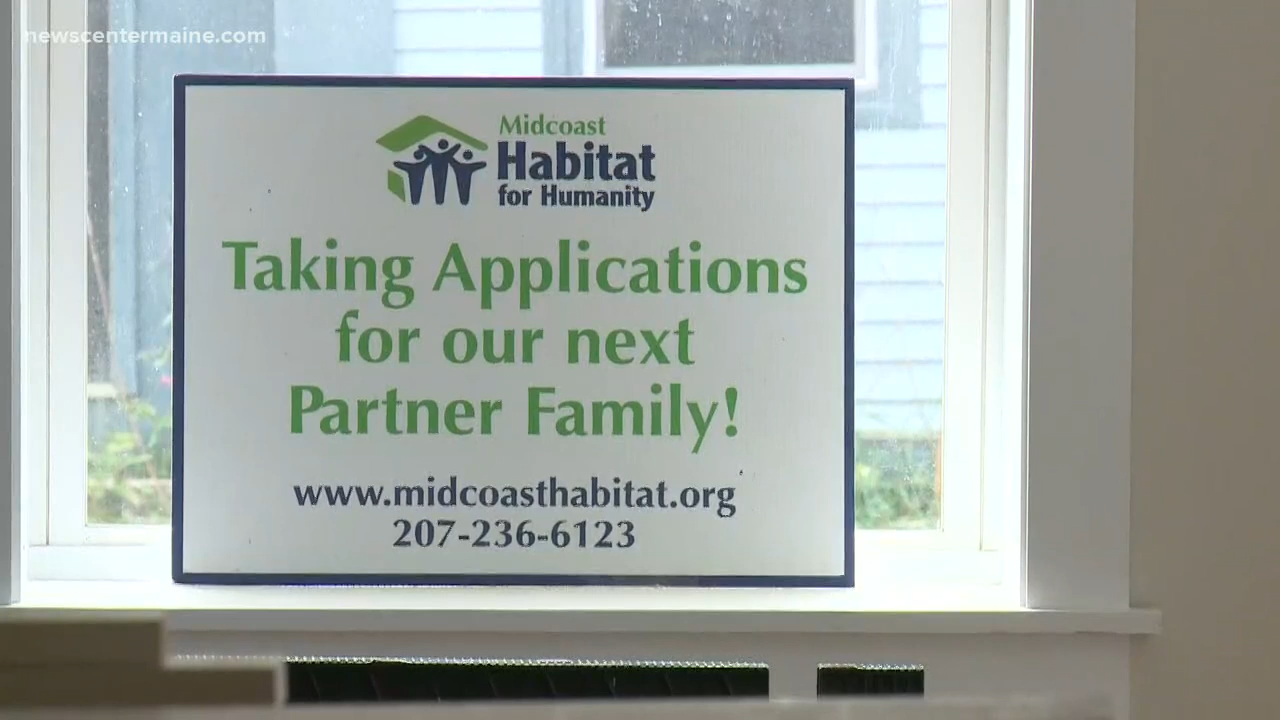 newscentermaine.com
Midcoast
Habitat
for Humanity
Taking Applications
for our next
Partner Family!
www.midcoasthabitat.org
207-236-6123